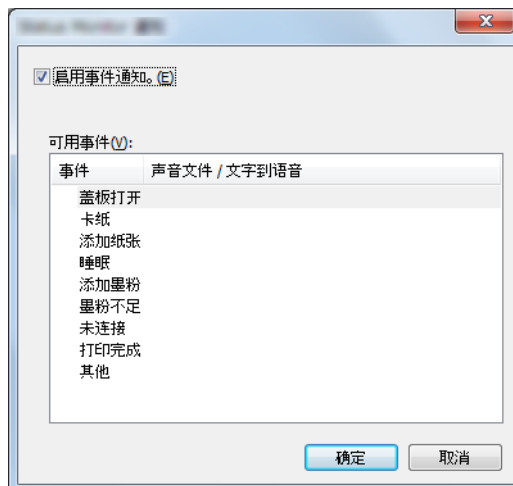 启用事件通知。(E)
可用事件(V):
事件 声音文件 / 文字到语音
盖板打开
卡纸
添加纸张
睡眠
添加墨粉
墨粉不足
未连接
打印完成
其他
确定 取消